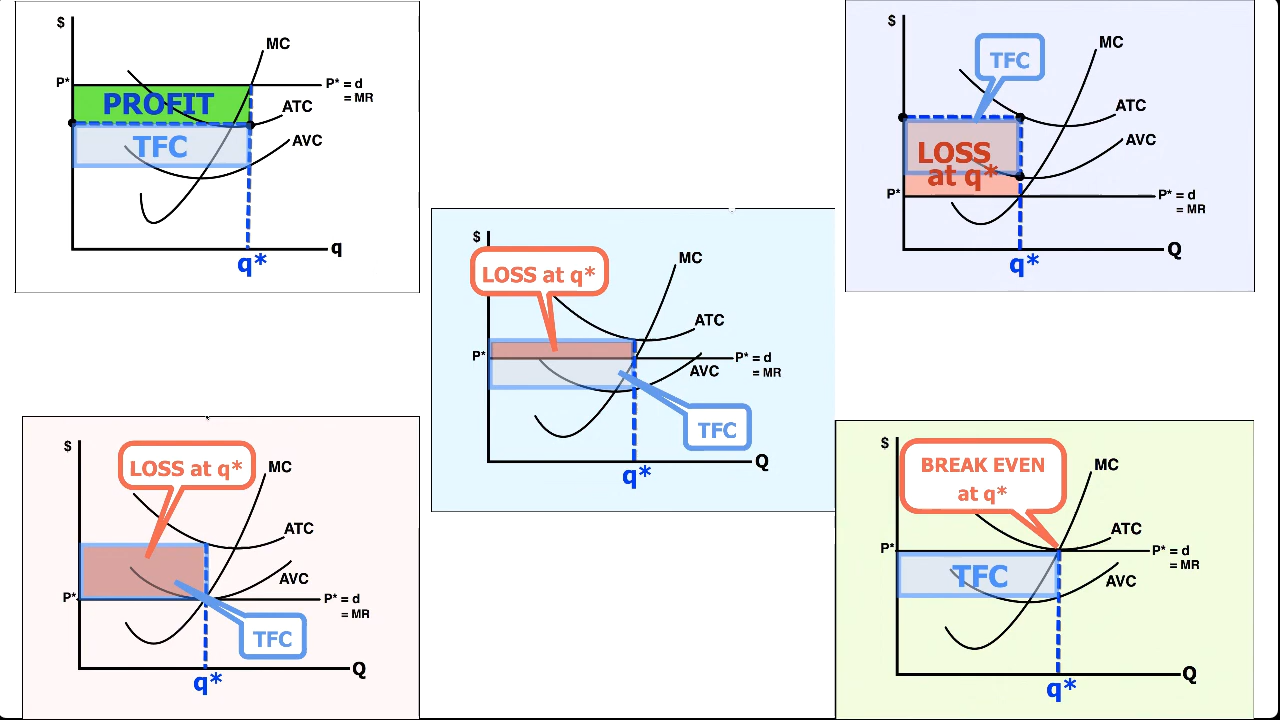 $
MC
P*
P* = d
= MR
PROFIT
ATC
TFC
AVC
q
q*
$
TFC
MC
ATC
AVC
LOSS
at q*
P*
P* = d
= MR
Q
q*
$
LOSS at q*
MC
ATC
P*
P* = d
= MR
AVC
TFC
Q
q*
$
LOSS at q*
MC
ATC
AVC
P*
P* = d
= MR
TFC
Q
q*
$
BREAK EVEN
at q*
MC
ATC
P*
P* = d
= MR
TFC
AVC
Q
q*